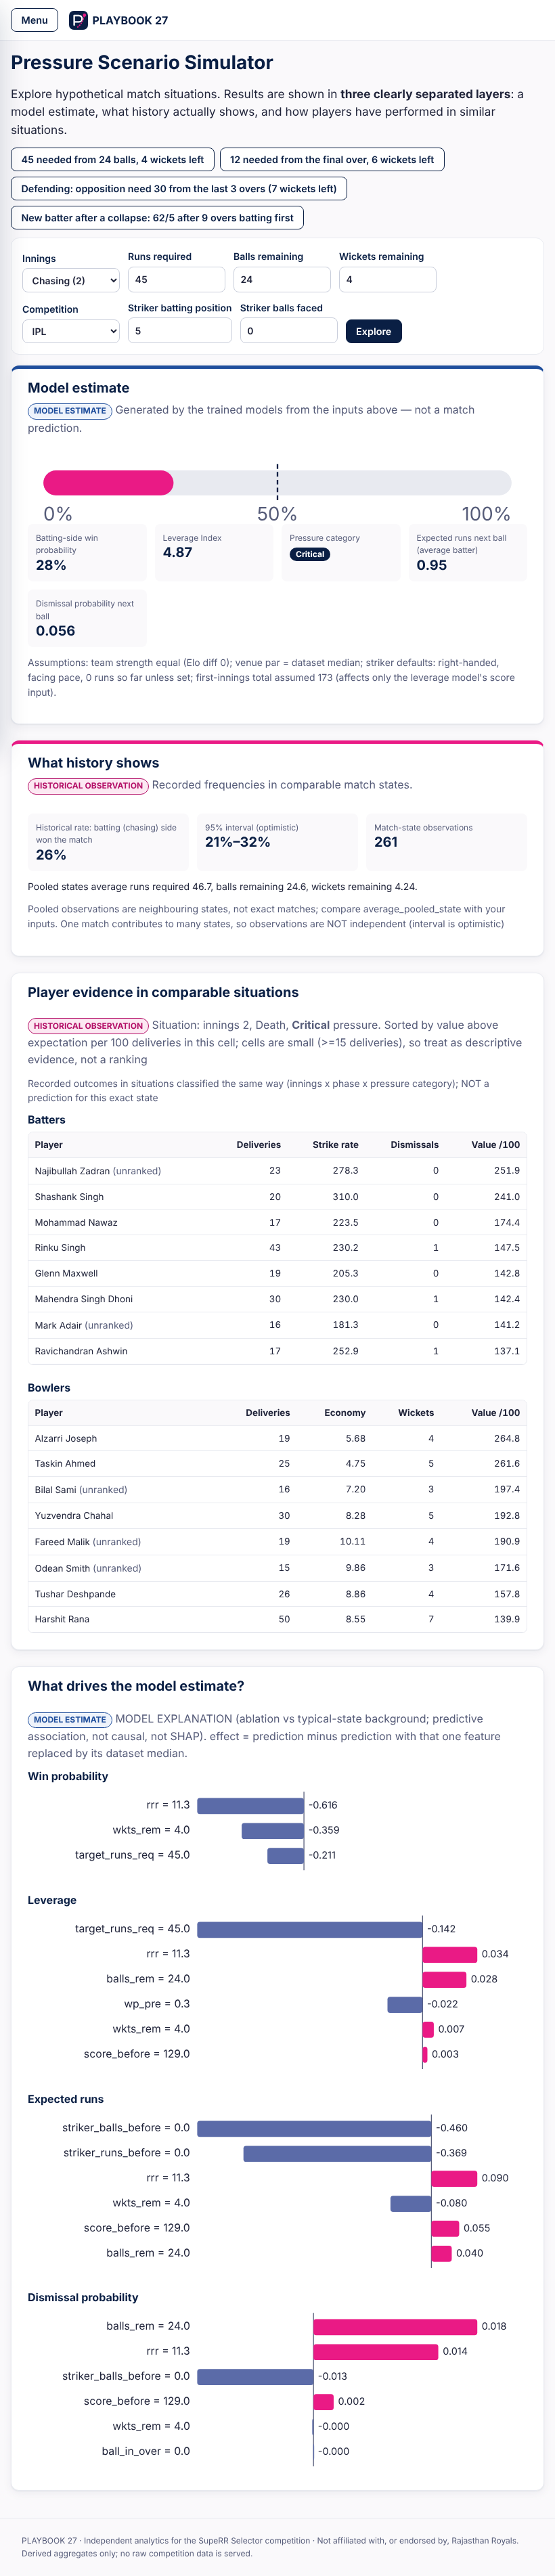 Menu
PLAYBOOK 27
Pressure Scenario Simulator
Explore hypothetical match situations. Results are shown in three clearly separated layers: a
model estimate, what history actually shows, and how players have performed in similar
situations.
45 needed from 24 balls, 4 wickets left
12 needed from the final over, 6 wickets left
Defending: opposition need 30 from the last 3 overs (7 wickets left)
New batter after a collapse: 62/5 after 9 overs batting first
Innings Runs required Balls remaining Wickets remaining
Chasing (2) 45 24 4
Competition Striker batting position Striker balls faced
IPL 5 0 Explore
Model estimate
MODEL ESTIMATE Generated by the trained models from the inputs above — not a match
prediction.
0% 50% 100%
Batting-side win
probability
28%
Leverage Index
4.87
Pressure category
Critical
Expected runs next ball
(average batter)
0.95
Dismissal probability next
ball
0.056
Assumptions: team strength equal (Elo diff 0); venue par = dataset median; striker defaults: right-handed,
facing pace, 0 runs so far unless set; first-innings total assumed 173 (affects only the leverage model's score
input).
What history shows
HISTORICAL OBSERVATION Recorded frequencies in comparable match states.
Historical rate: batting (chasing) side
won the match
26%
95% interval (optimistic)
21%–32%
Match-state observations
261
Pooled states average runs required 46.7, balls remaining 24.6, wickets remaining 4.24.
Pooled observations are neighbouring states, not exact matches; compare average_pooled_state with your
inputs. One match contributes to many states, so observations are NOT independent (interval is optimistic)
Player evidence in comparable situations
HISTORICAL OBSERVATION Situation: innings 2, Death, Critical pressure. Sorted by value above
expectation per 100 deliveries in this cell; cells are small (>=15 deliveries), so treat as descriptive
evidence, not a ranking
Recorded outcomes in situations classified the same way (innings x phase x pressure category); NOT a
prediction for this exact state
Batters
Player Deliveries Strike rate Dismissals Value /100
Najibullah Zadran (unranked) 23 278.3 0 251.9
Shashank Singh 20 310.0 0 241.0
Mohammad Nawaz 17 223.5 0 174.4
Rinku Singh 43 230.2 1 147.5
Glenn Maxwell 19 205.3 0 142.8
Mahendra Singh Dhoni 30 230.0 1 142.4
Mark Adair (unranked) 16 181.3 0 141.2
Ravichandran Ashwin 17 252.9 1 137.1
Bowlers
Player Deliveries Economy Wickets Value /100
Alzarri Joseph 19 5.68 4 264.8
Taskin Ahmed 25 4.75 5 261.6
Bilal Sami (unranked) 16 7.20 3 197.4
Yuzvendra Chahal 30 8.28 5 192.8
Fareed Malik (unranked) 19 10.11 4 190.9
Odean Smith (unranked) 15 9.86 3 171.6
Tushar Deshpande 26 8.86 4 157.8
Harshit Rana 50 8.55 7 139.9
What drives the model estimate?
MODEL ESTIMATE MODEL EXPLANATION (ablation vs typical-state background; predictive
association, not causal, not SHAP). effect = prediction minus prediction with that one feature
replaced by its dataset median.
Win probability
rrr = 11.3 -0.616
wkts_rem = 4.0 -0.359
target_runs_req = 45.0 -0.211
Leverage
target_runs_req = 45.0 -0.142
rrr = 11.3 0.034
balls_rem = 24.0 0.028
wp_pre = 0.3 -0.022
wkts_rem = 4.0 0.007
score_before = 129.0 0.003
Expected runs
striker_balls_before = 0.0 -0.460
striker_runs_before = 0.0 -0.369
rrr = 11.3 0.090
wkts_rem = 4.0 -0.080
score_before = 129.0 0.055
balls_rem = 24.0 0.040
Dismissal probability
balls_rem = 24.0 0.018
rrr = 11.3 0.014
striker_balls_before = 0.0 -0.013
score_before = 129.0 0.002
wkts_rem = 4.0 -0.000
ball_in_over = 0.0 -0.000
PLAYBOOK 27 · Independent analytics for the SupeRR Selector competition · Not affiliated with, or endorsed by, Rajasthan Royals.
Derived aggregates only; no raw competition data is served.